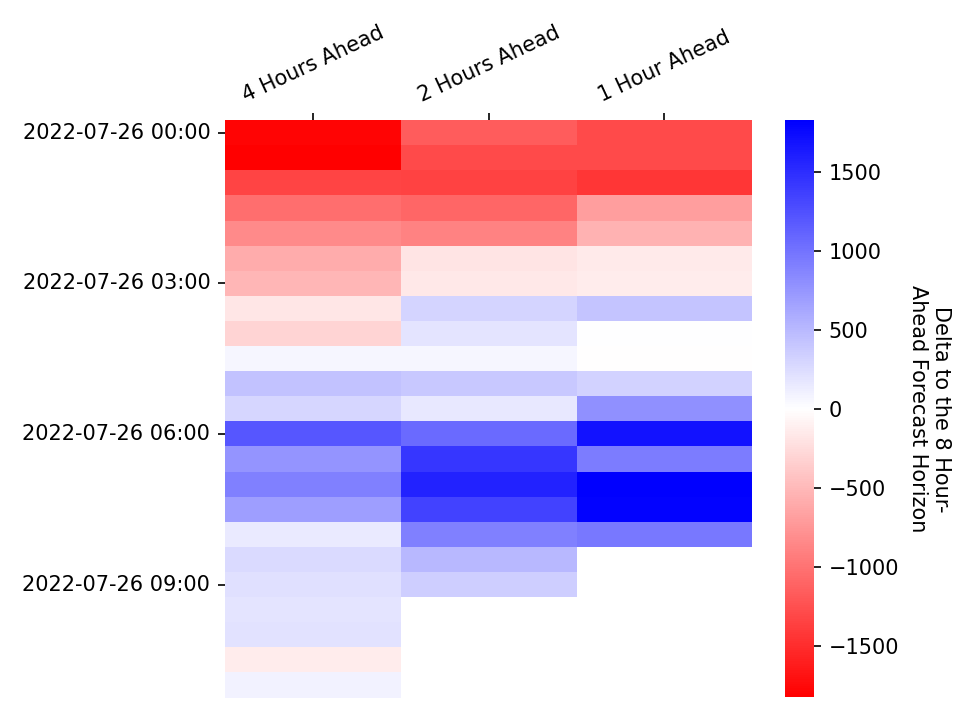 4 Hours Ahead
2 Hours Ahead
1 Hour Ahead
2022-07-26 00:00
2022-07-26 03:00
2022-07-26 06:00
2022-07-26 09:00
1500
1000
500
0
−500
−1000
−1500
Delta to the 8 Hour-
Ahead Forecast Horizon